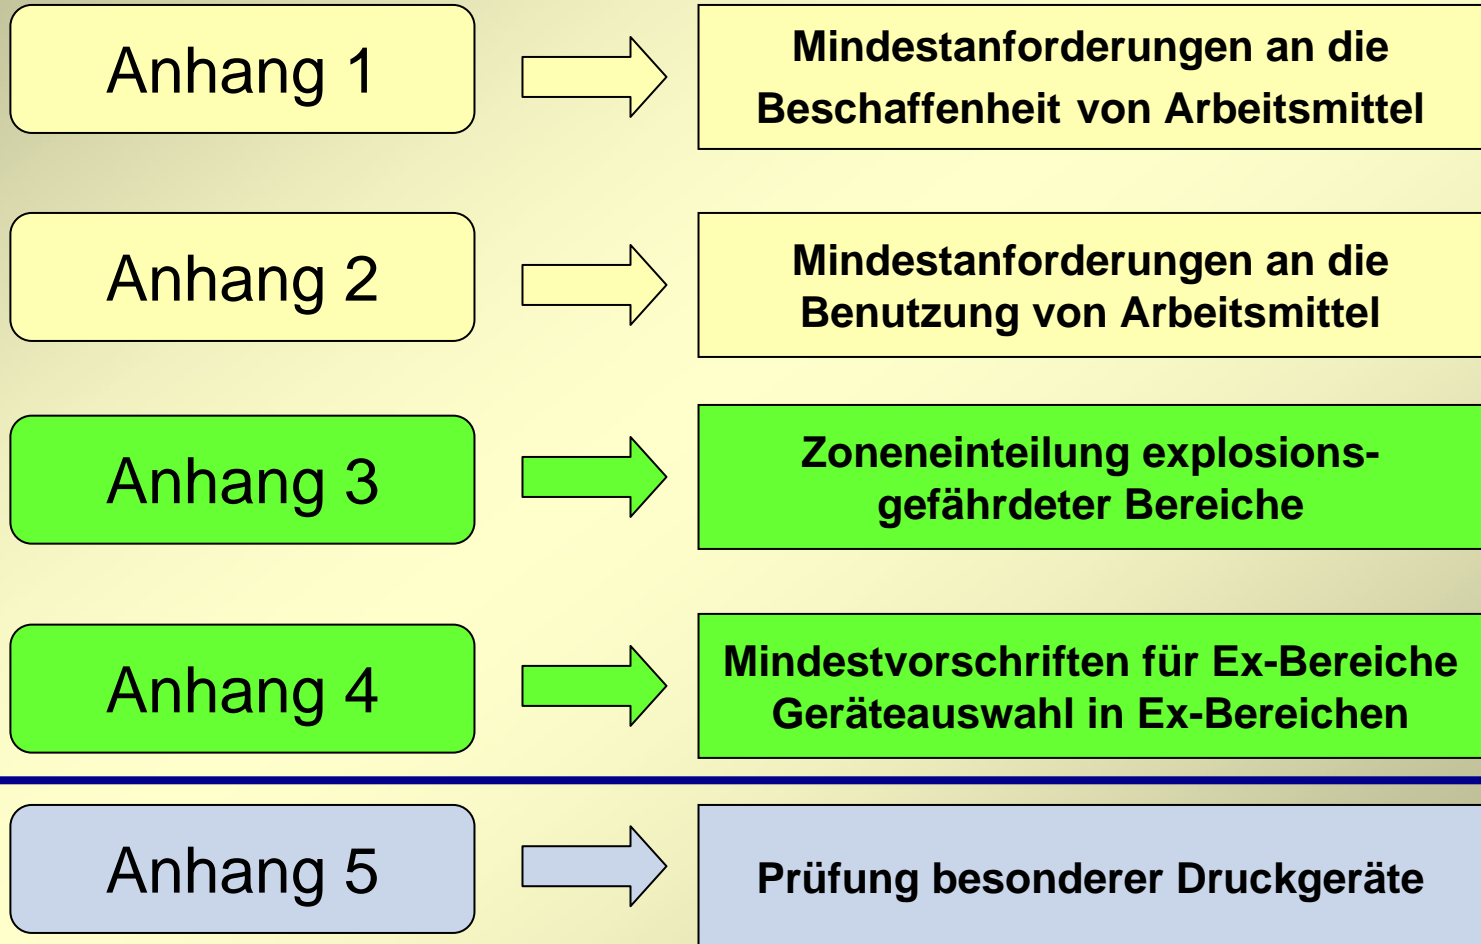 Anhang 1
Mindestanforderungen an die
Beschaffenheit von Arbeitsmittel
Anhang 2
Mindestanforderungen an die
Benutzung von Arbeitsmittel
Anhang 3
Zoneneinteilung explosions-
gefährdeter Bereiche
Anhang 4
Mindestvorschriften für Ex-Bereiche
Geräteauswahl in Ex-Bereichen
Anhang 5
Prüfung besonderer Druckgeräte